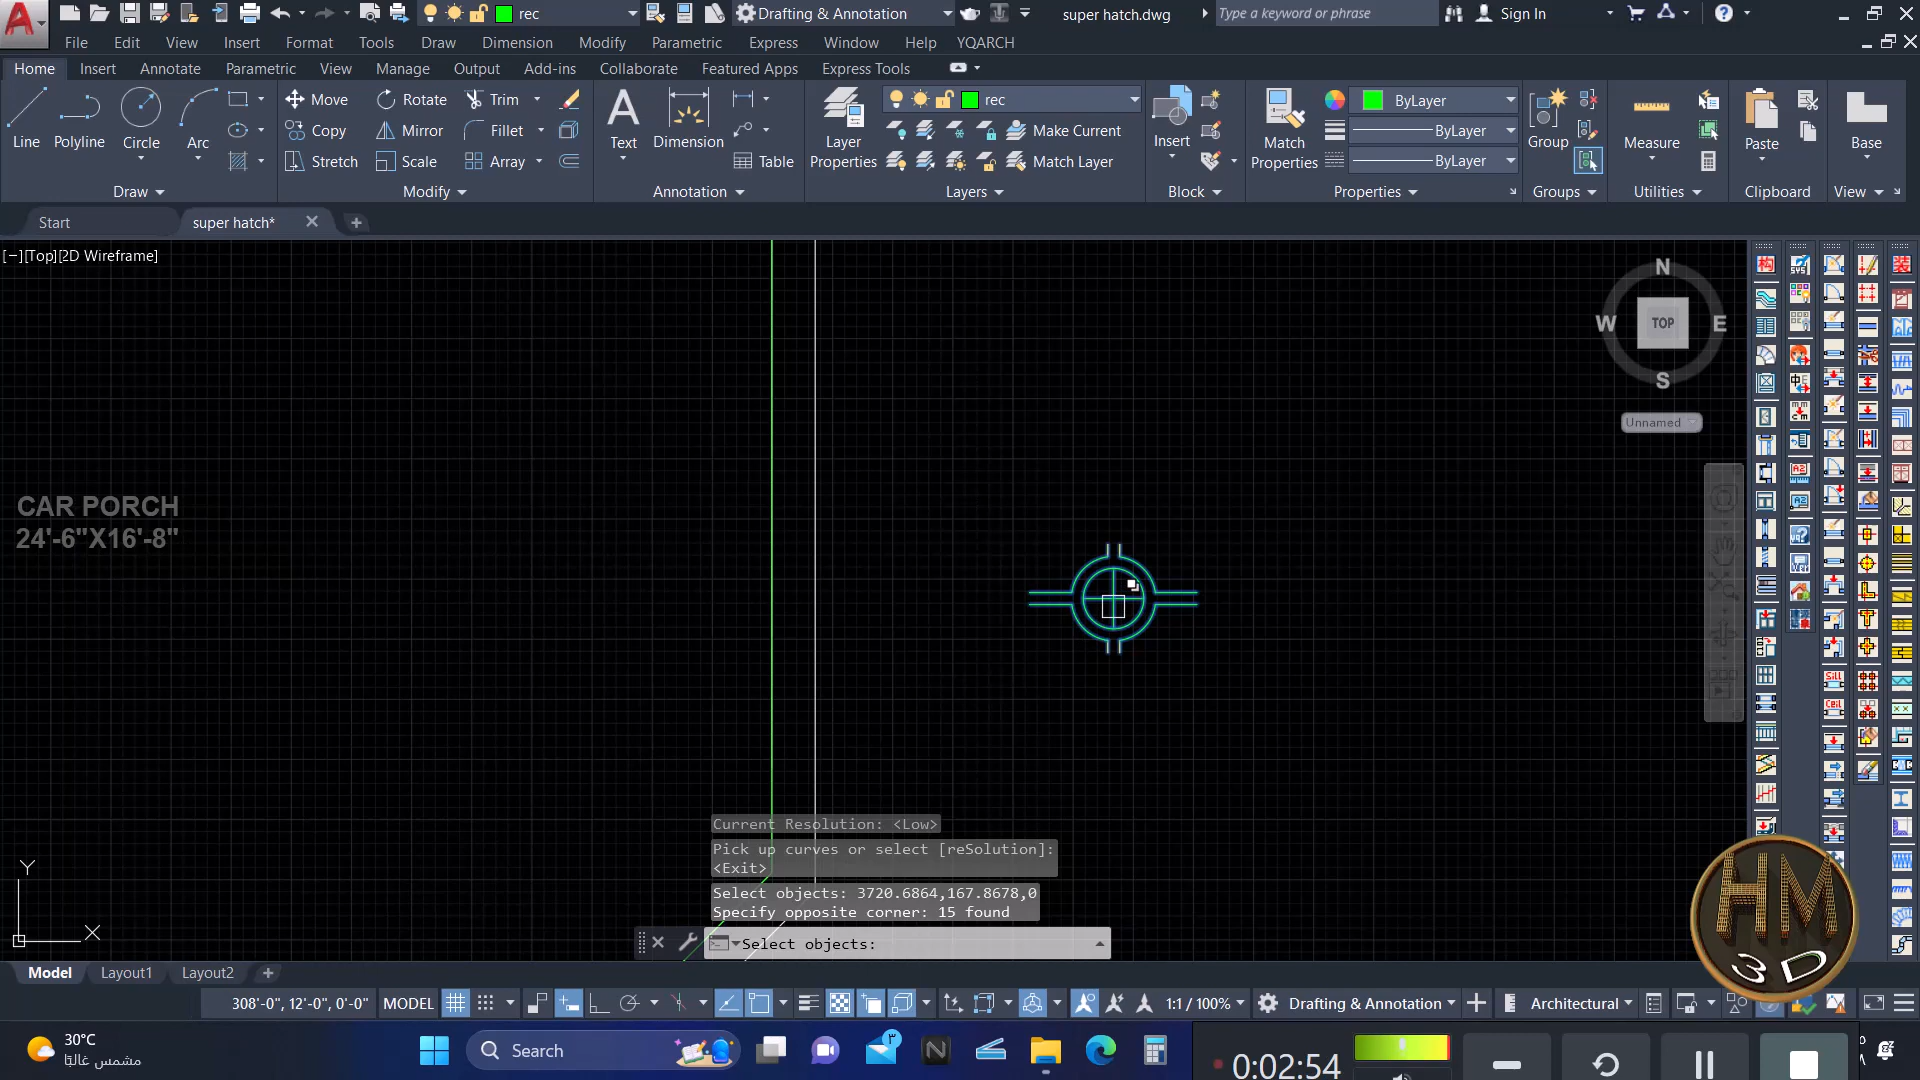 rec
Drafting & Annotation
super hatch.dwg
Type a keyword or phrase
Sign In
File Edit View Insert Format Tools Draw Dimension Modify Parametric Express Window Help YQARCH
Home Insert Annotate Parametric View Manage Output Add-ins Collaborate Featured Apps Express Tools
Line Polyline Circle Arc
Move Rotate Trim
Copy Mirror Fillet
Stretch Scale Array
Text Dimension Table
Layer Properties
rec
Make Current
Match Layer
Insert
Match Properties
ByLayer
ByLayer
ByLayer
Group
Measure
Paste
Base
Draw Modify Annotation Layers Block Properties Groups Utilities Clipboard View
Start super hatch*
[−][Top][2D Wireframe]
N
W TOP E
S
Unnamed
CAR PORCH
24'-6"X16'-8"
Current Resolution: <Low>
Pick up curves or select [reSolution]:
<Exit>
Select objects: 3720.6864,167.8678,0
Specify opposite corner: 15 found
Select objects:
Y
X
HM
3D
Model Layout1 Layout2
308'-0", 12'-0", 0'-0" MODEL 1:1 / 100% Drafting & Annotation Architectural
30°C
مشمس غالبًا
Search
0:02:54